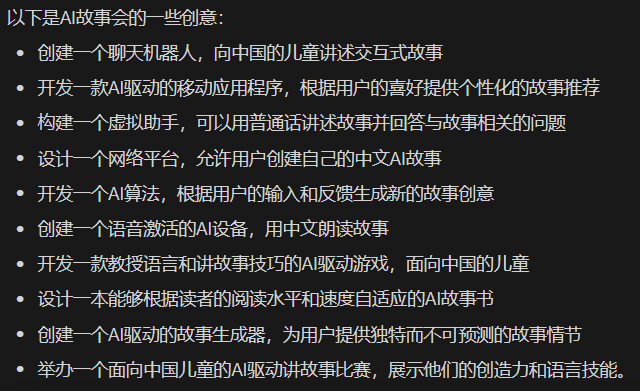 以下是AI故事会的一些创意：
• 创建一个聊天机器人，向中国的儿童讲述交互式故事
• 开发一款AI驱动的移动应用程序，根据用户的喜好提供个性化的故事推荐
• 构建一个虚拟助手，可以用普通话讲述故事并回答与故事相关的问题
• 设计一个网络平台，允许用户创建自己的中文AI故事
• 开发一个AI算法，根据用户的输入和反馈生成新的故事创意
• 创建一个语音激活的AI设备，用中文朗读故事
• 开发一款教授语言和讲故事技巧的AI驱动游戏，面向中国的儿童
• 设计一本能够根据读者的阅读水平和速度自适应的AI故事书
• 创建一个AI驱动的故事生成器，为用户提供独特而不可预测的故事情节
• 举办一个面向中国儿童的AI驱动讲故事比赛，展示他们的创造力和语言技能。